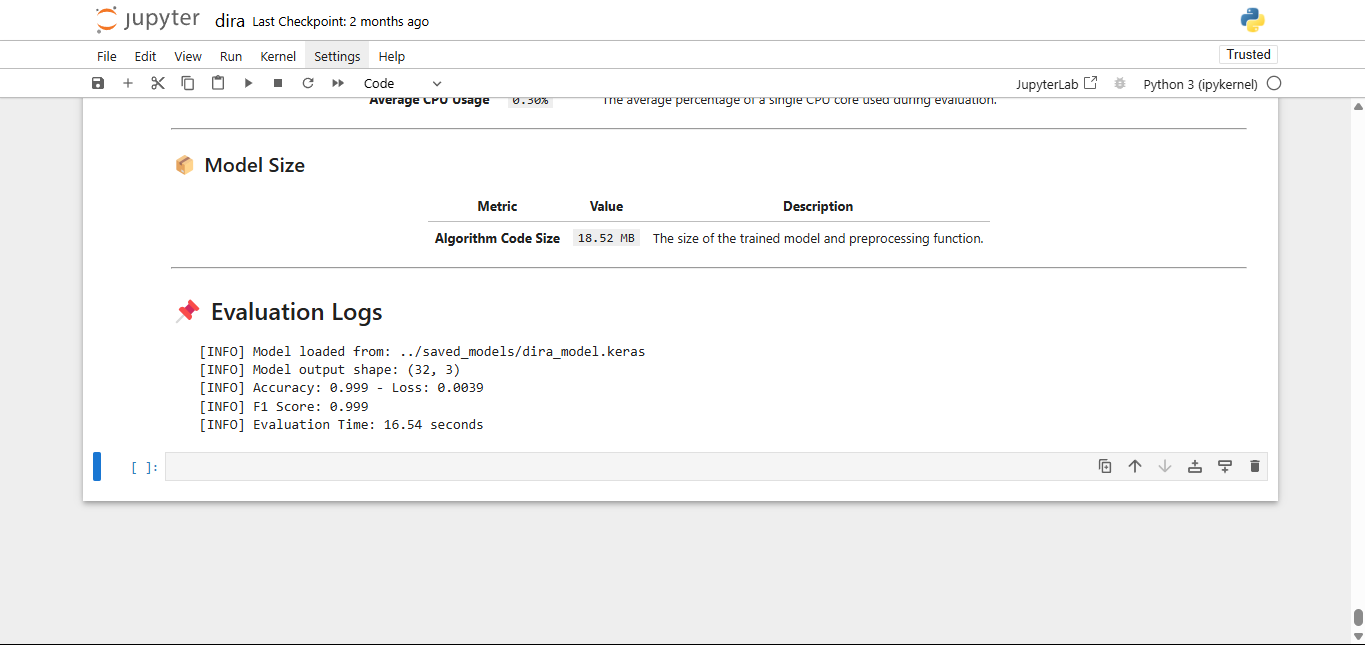 jupyter dira Last Checkpoint: 2 months ago
File Edit View Run Kernel Settings Help
Trusted
Code
JupyterLab
Python 3 (ipykernel)
Average CPU Usage 0.30% The average percentage of a single CPU core used during evaluation.
Model Size
Metric Value Description
Algorithm Code Size 18.52 MB The size of the trained model and preprocessing function.
Evaluation Logs
[INFO] Model loaded from: ../saved_models/dira_model.keras
[INFO] Model output shape: (32, 3)
[INFO] Accuracy: 0.999 - Loss: 0.0039
[INFO] F1 Score: 0.999
[INFO] Evaluation Time: 16.54 seconds
[ ]: